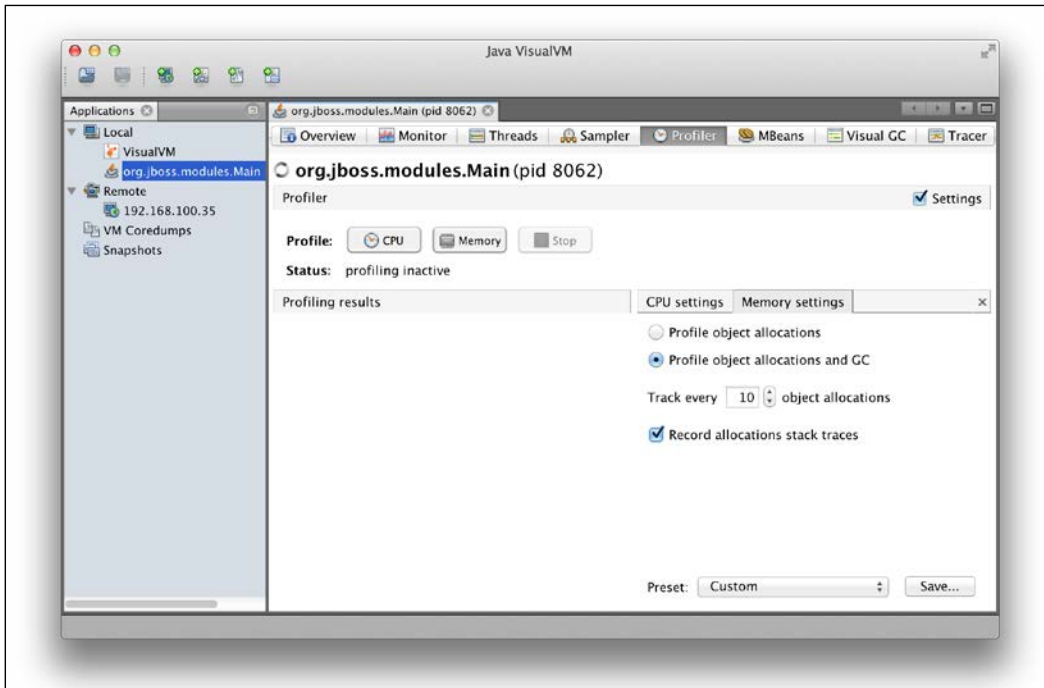 Java VisualVM
Applications
Local
VisualVM
org.jboss.modules.Main
Remote
192.168.100.35
VM Coredumps
Snapshots
org.jboss.modules.Main (pid 8062)
Overview Monitor Threads Sampler Profiler MBeans Visual GC Tracer
org.jboss.modules.Main (pid 8062)
Profiler Settings
Profile: CPU Memory Stop
Status: profiling inactive
Profiling results CPU settings Memory settings
Profile object allocations
Profile object allocations and GC
Track every 10 object allocations
Record allocations stack traces
Preset: Custom Save...